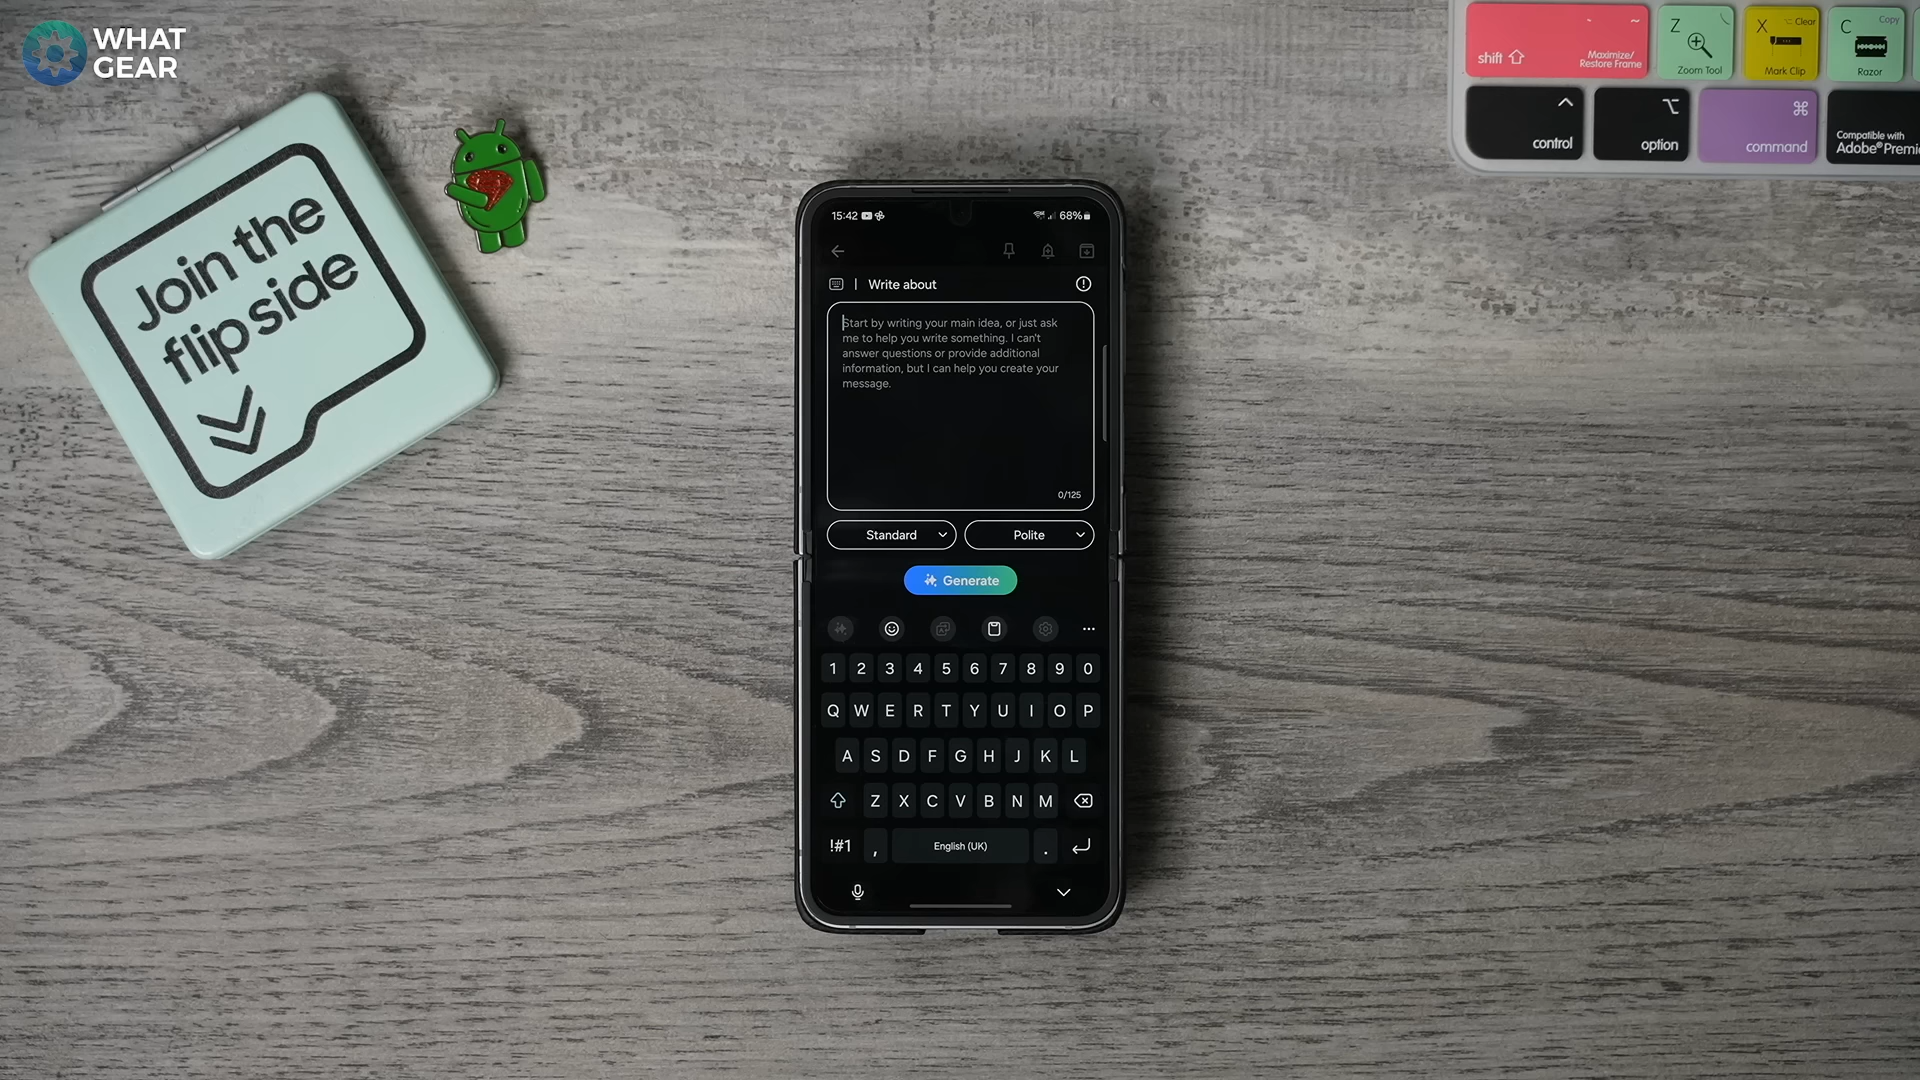 WHAT
GEAR
Join the
flip side
shift
` ~
Maximize/
Restore Frame
Z
\
Zoom Tool
X
⌥ Clear
Mark Clip
C
Copy
Razor
^
control
⌥
option
⌘
command
Compatible with
Adobe® Premi
15:42
68%
| Write about
Start by writing your main idea, or just ask
me to help you write something. I can't
answer questions or provide additional
information, but I can help you create your
message.
0/125
Standard
Polite
Generate
1 2 3 4 5 6 7 8 9 0
Q W E R T Y U I O P
A S D F G H J K L
Z X C V B N M
!#1 , English (UK) .